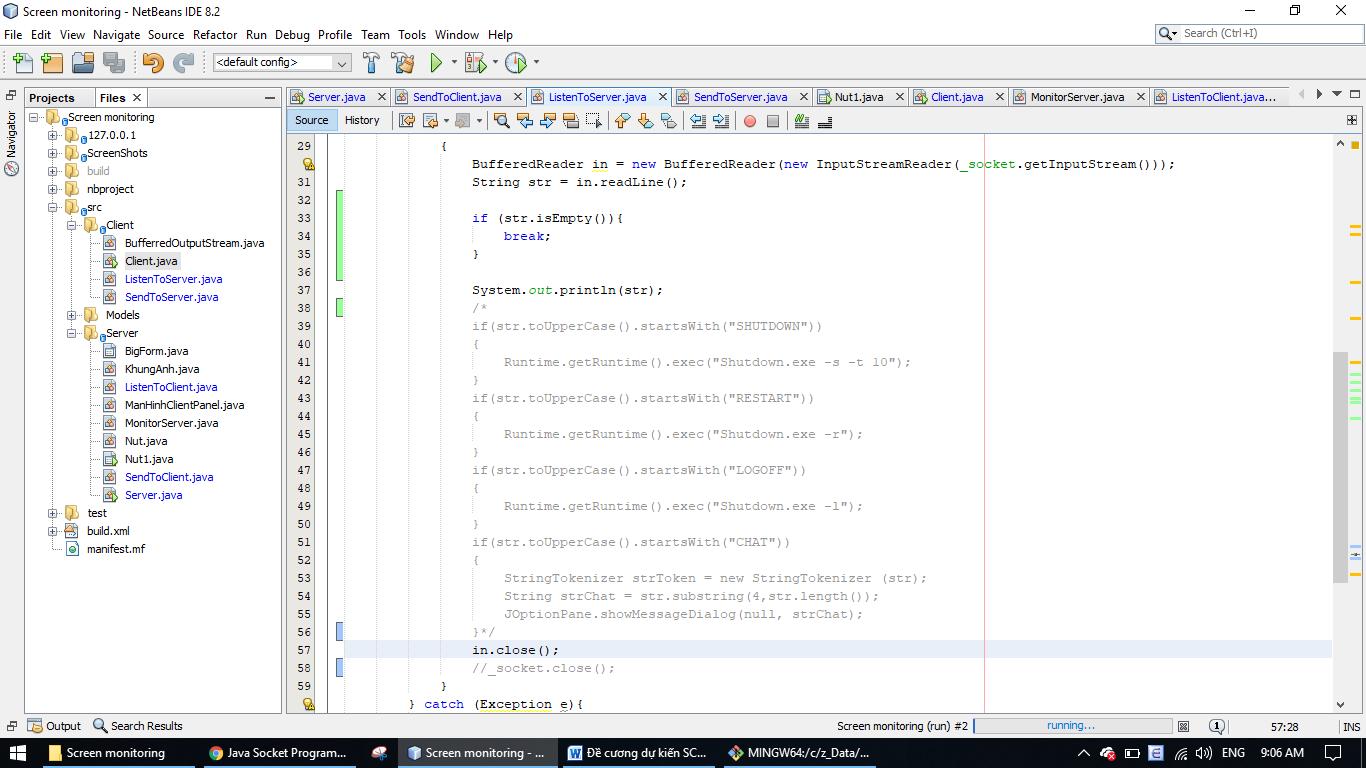 Screen monitoring - NetBeans IDE 8.2
File Edit View Navigate Source Refactor Run Debug Profile Team Tools Window Help
Search (Ctrl+I)
<default config>
Projects Files
Server.java SendToClient.java ListenToServer.java SendToServer.java Nut1.java Client.java MonitorServer.java ListenToClient.java...
Source History
Navigator
Screen monitoring
127.0.0.1
ScreenShots
build
nbproject
src
Client
BufferredOutputStream.java
Client.java
ListenToServer.java
SendToServer.java
Models
Server
BigForm.java
KhungAnh.java
ListenToClient.java
ManHinhClientPanel.java
MonitorServer.java
Nut.java
Nut1.java
SendToClient.java
Server.java
test
build.xml
manifest.mf
29 {
BufferedReader in = new BufferedReader(new InputStreamReader(_socket.getInputStream()));
31 String str = in.readLine();
32
33 if (str.isEmpty()){
34 break;
35 }
36
37 System.out.println(str);
38 /*
39 if(str.toUpperCase().startsWith("SHUTDOWN"))
40 {
41 Runtime.getRuntime().exec("Shutdown.exe -s -t 10");
42 }
43 if(str.toUpperCase().startsWith("RESTART"))
44 {
45 Runtime.getRuntime().exec("Shutdown.exe -r");
46 }
47 if(str.toUpperCase().startsWith("LOGOFF"))
48 {
49 Runtime.getRuntime().exec("Shutdown.exe -l");
50 }
51 if(str.toUpperCase().startsWith("CHAT"))
52 {
53 StringTokenizer strToken = new StringTokenizer (str);
54 String strChat = str.substring(4,str.length());
55 JOptionPane.showMessageDialog(null, strChat);
56 }*/
57 in.close();
58 //_socket.close();
59 }
} catch (Exception e){
Output Search Results
Screen monitoring (run) #2 running... 1 57:28 INS
Screen monitoring Java Socket Program... Screen monitoring - ... Đề cương dự kiến SC... MINGW64:/c/z_Data/... ENG 9:06 AM